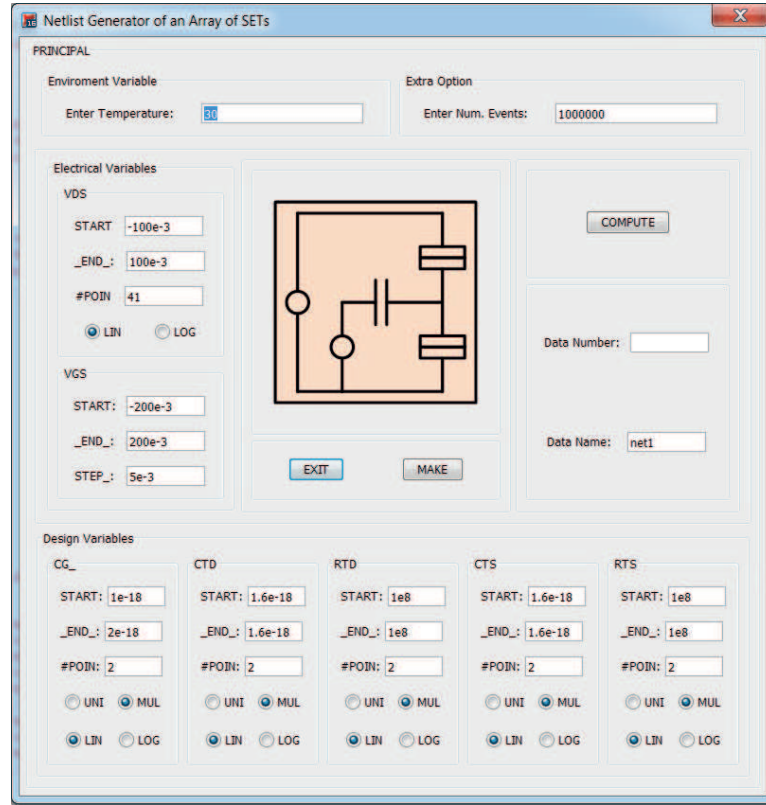 Netlist Generator of an Array of SETs
PRINCIPAL
Enviroment Variable
Extra Option
Enter Temperature: 30
Enter Num. Events: 1000000
Electrical Variables
VDS
START -100e-3
_END_: 100e-3
#POIN 41
LIN LOG
VGS
START: -200e-3
_END_: 200e-3
STEP_: 5e-3
EXIT MAKE
COMPUTE
Data Number:
Data Name: net1
Design Variables
CG_ CTD RTD CTS RTS
START: 1e-18 START: 1.6e-18 START: 1e8 START: 1.6e-18 START: 1e8
_END_: 2e-18 _END_: 1.6e-18 _END_: 1e8 _END_: 1.6e-18 _END_: 1e8
#POIN: 2 #POIN: 2 #POIN: 2 #POIN: 2 #POIN: 2
UNI MUL UNI MUL UNI MUL UNI MUL UNI MUL
LIN LOG LIN LOG LIN LOG LIN LOG LIN LOG